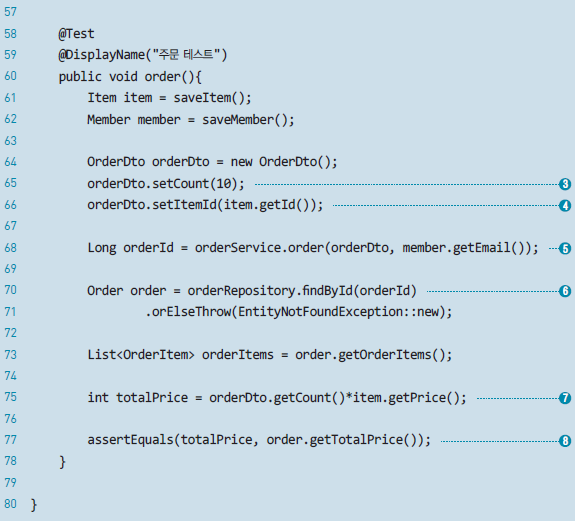 57
58 @Test
59 @DisplayName("주문 테스트")
60 public void order(){
61 Item item = saveItem();
62 Member member = saveMember();
63
64 OrderDto orderDto = new OrderDto();
65 orderDto.setCount(10); ❸
66 orderDto.setItemId(item.getId()); ❹
67
68 Long orderId = orderService.order(orderDto, member.getEmail()); ❺
69
70 Order order = orderRepository.findById(orderId) ❻
71 .orElseThrow(EntityNotFoundException::new);
72
73 List<OrderItem> orderItems = order.getOrderItems();
74
75 int totalPrice = orderDto.getCount()*item.getPrice(); ❼
76
77 assertEquals(totalPrice, order.getTotalPrice()); ❽
78 }
79
80 }